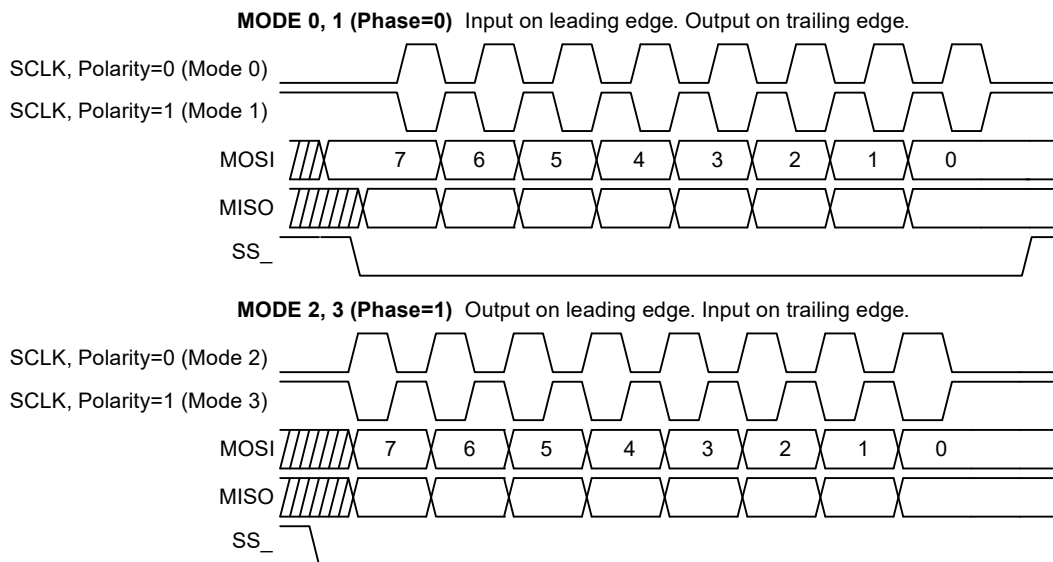 MODE 0, 1 (Phase=0) Input on leading edge. Output on trailing edge.
SCLK, Polarity=0 (Mode 0)
SCLK, Polarity=1 (Mode 1)
MOSI 7 6 5 4 3 2 1 0
MISO
SS_
MODE 2, 3 (Phase=1) Output on leading edge. Input on trailing edge.
SCLK, Polarity=0 (Mode 2)
SCLK, Polarity=1 (Mode 3)
MOSI 7 6 5 4 3 2 1 0
MISO
SS_